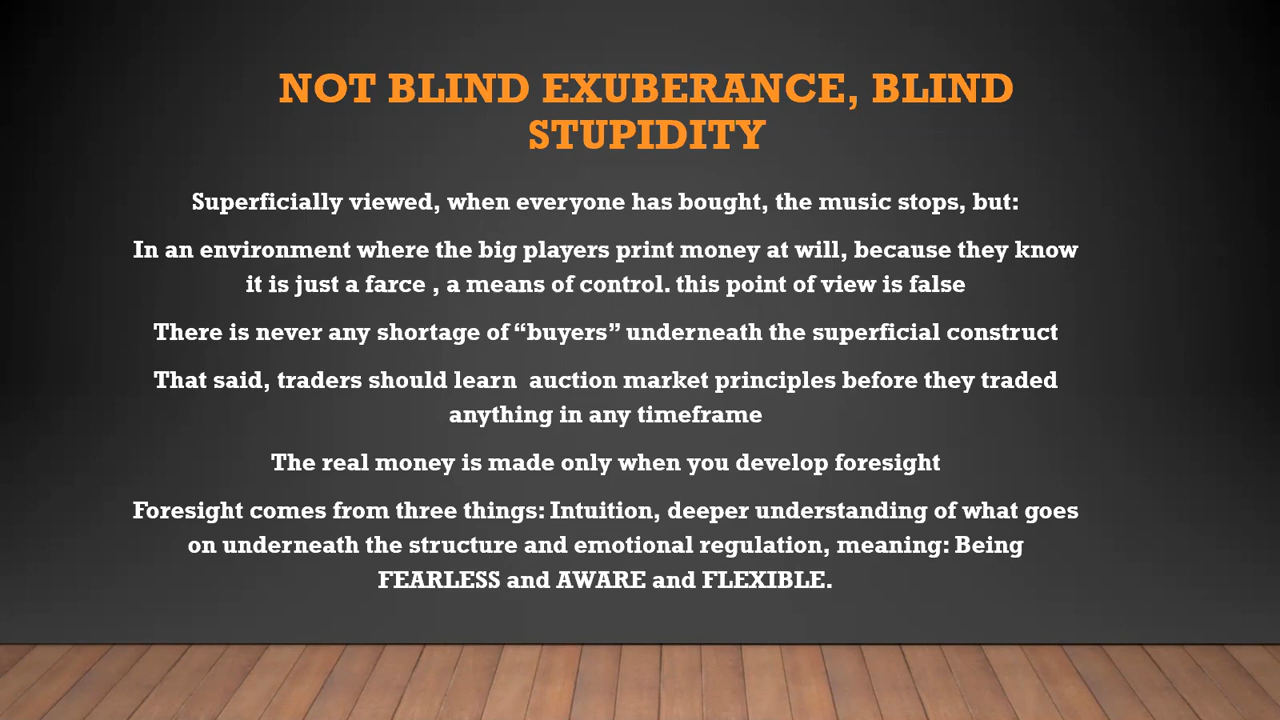 NOT BLIND EXUBERANCE, BLIND
STUPIDITY
Superficially viewed, when everyone has bought, the music stops, but:
In an environment where the big players print money at will, because they know
it is just a farce , a means of control. this point of view is false
There is never any shortage of “buyers” underneath the superficial construct
That said, traders should learn  auction market principles before they traded
anything in any timeframe
The real money is made only when you develop foresight
Foresight comes from three things: Intuition, deeper understanding of what goes
on underneath the structure and emotional regulation, meaning: Being
FEARLESS and AWARE and FLEXIBLE.